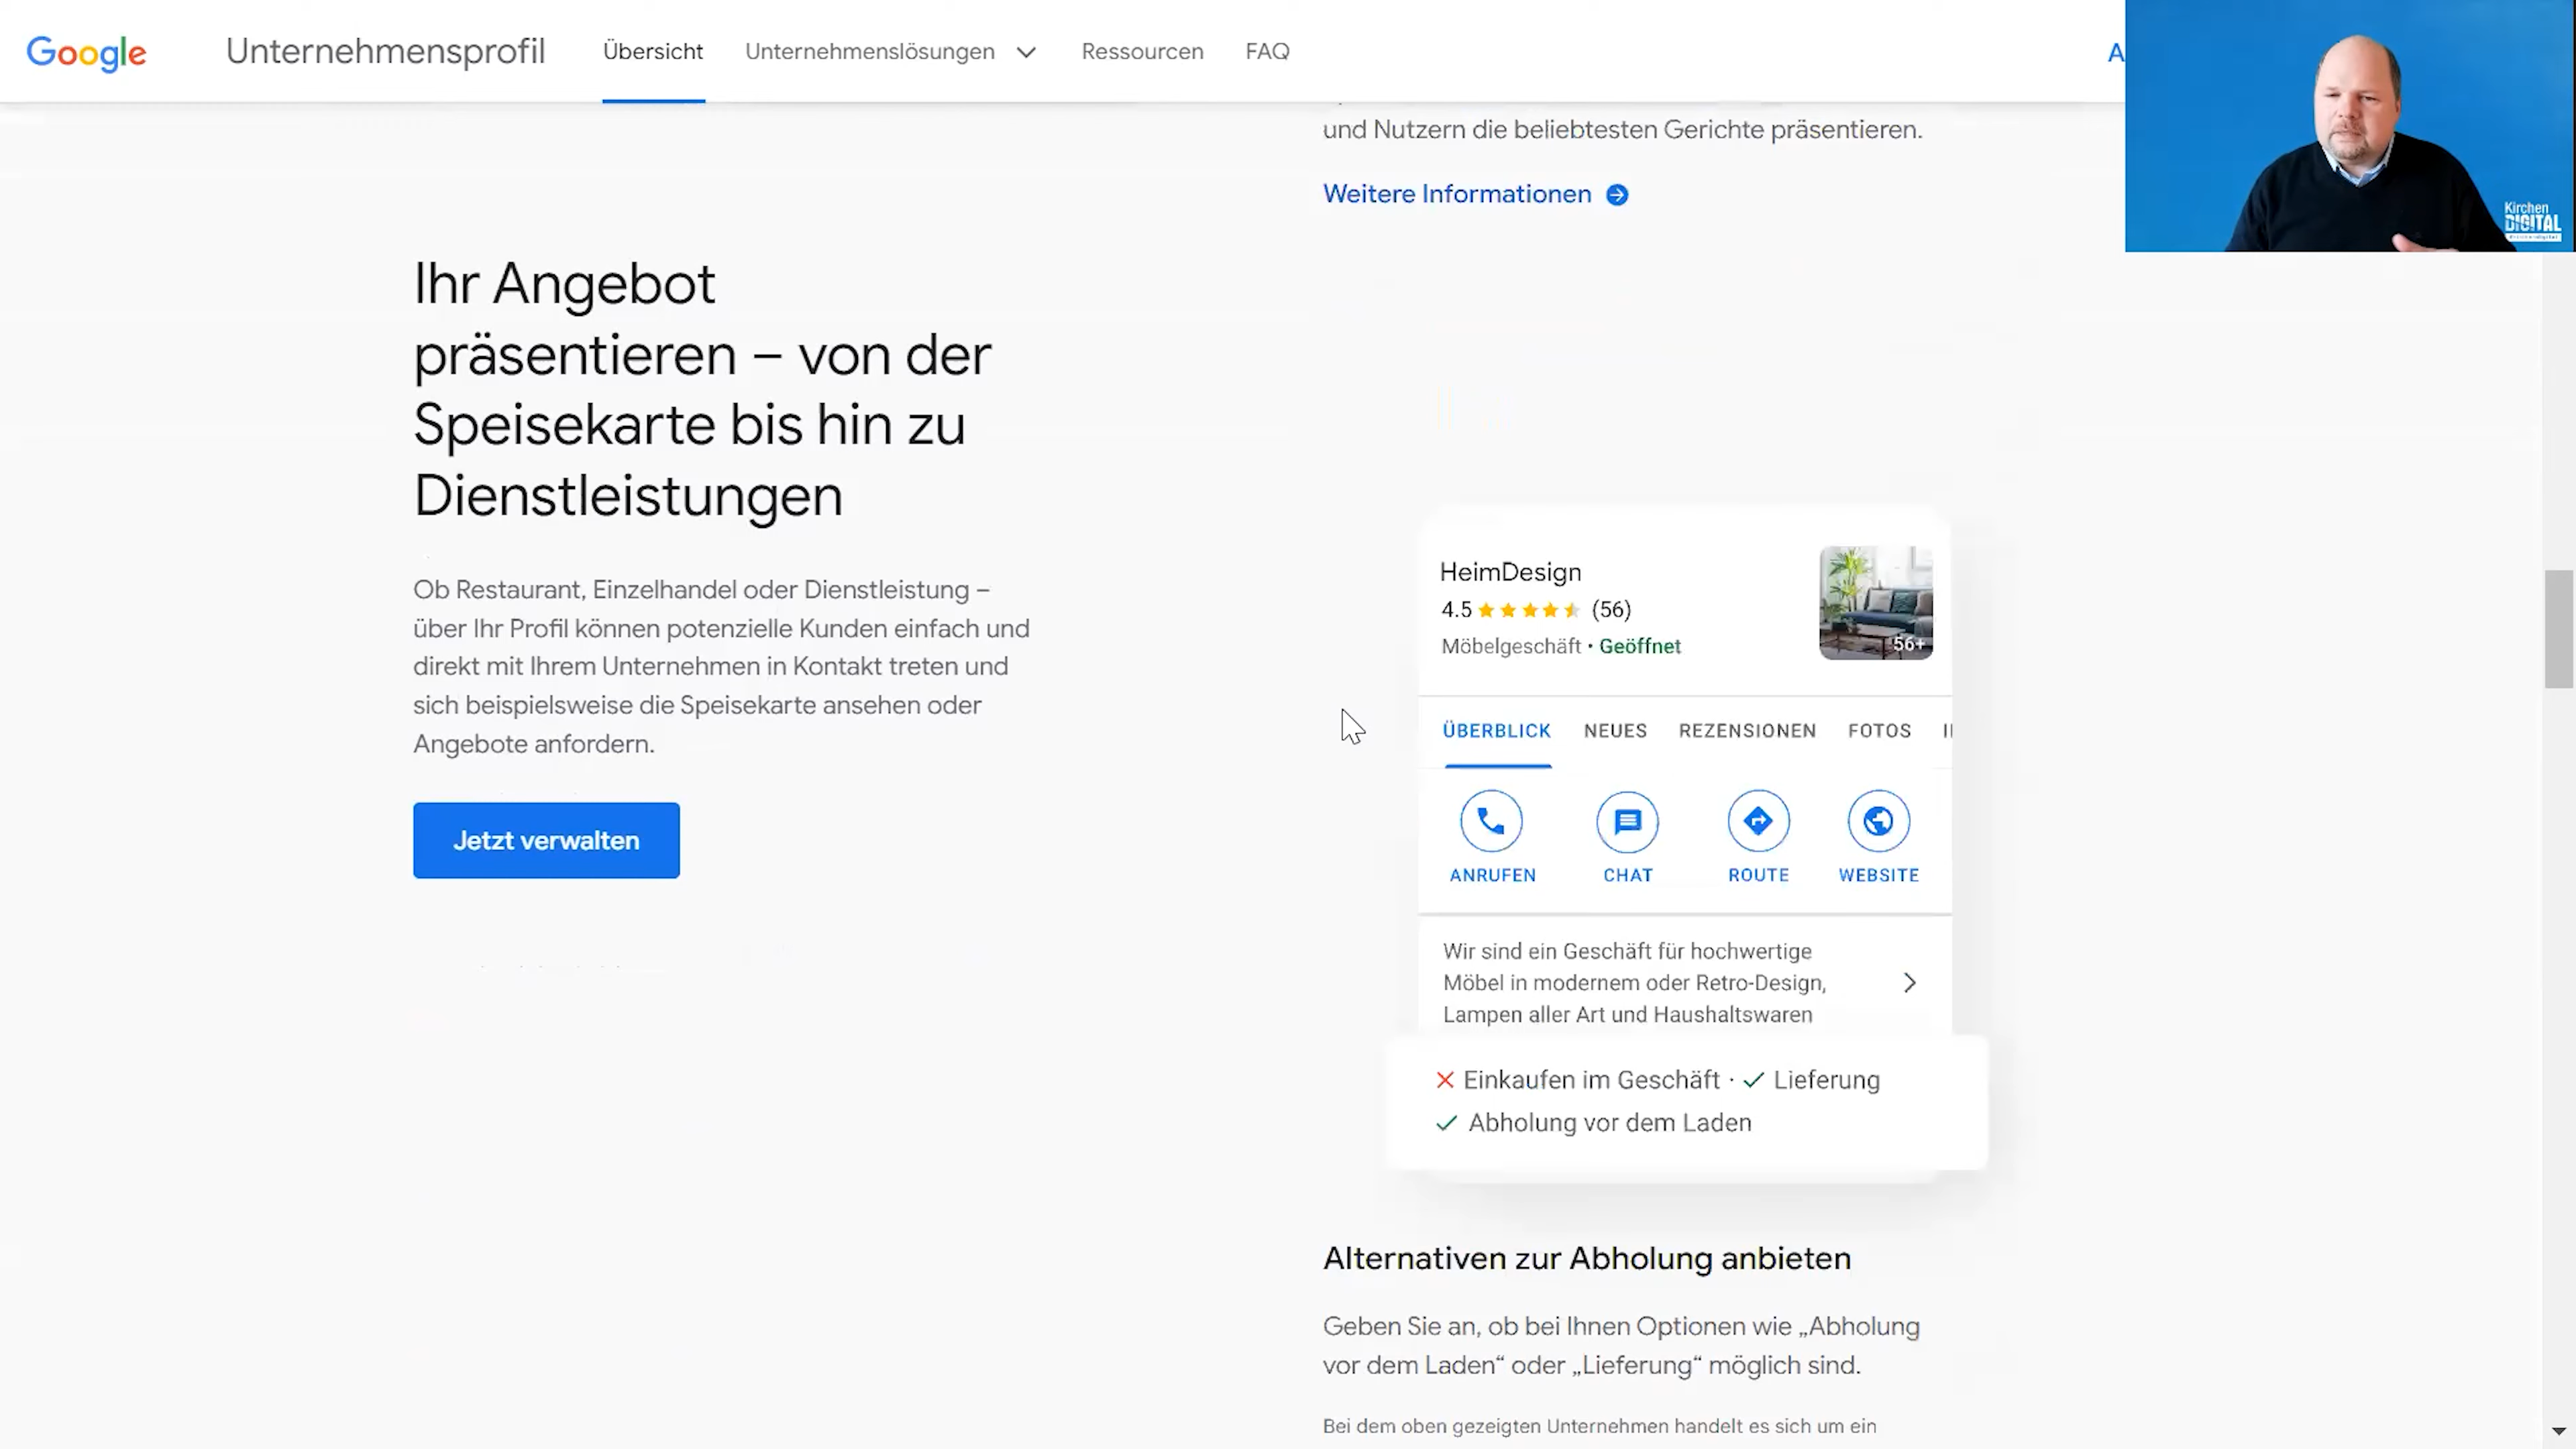 Google Unternehmensprofil Übersicht Unternehmenslösungen Ressourcen FAQ A
Kirchen
DIGITAL
und Nutzern die beliebtesten Gerichte präsentieren.
Weitere Informationen
Ihr Angebot
präsentieren – von der
Speisekarte bis hin zu
Dienstleistungen
Ob Restaurant, Einzelhandel oder Dienstleistung –
über Ihr Profil können potenzielle Kunden einfach und
direkt mit Ihrem Unternehmen in Kontakt treten und
sich beispielsweise die Speisekarte ansehen oder
Angebote anfordern.
Jetzt verwalten
HeimDesign
4.5 (56)
Möbelgeschäft · Geöffnet
56+
ÜBERBLICK NEUES REZENSIONEN FOTOS
ANRUFEN CHAT ROUTE WEBSITE
Wir sind ein Geschäft für hochwertige
Möbel in modernem oder Retro-Design,
Lampen aller Art und Haushaltswaren
Einkaufen im Geschäft · Lieferung
Abholung vor dem Laden
Alternativen zur Abholung anbieten
Geben Sie an, ob bei Ihnen Optionen wie „Abholung
vor dem Laden“ oder „Lieferung“ möglich sind.
Bei dem oben gezeigten Unternehmen handelt es sich um ein